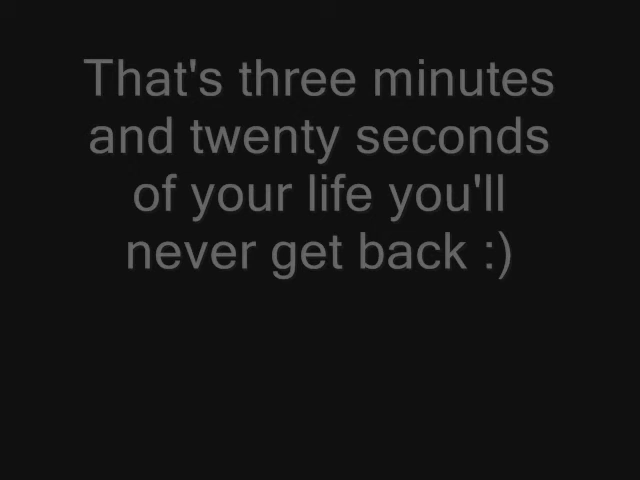 That's three minutes
and twenty seconds
of your life you'll
never get back :)